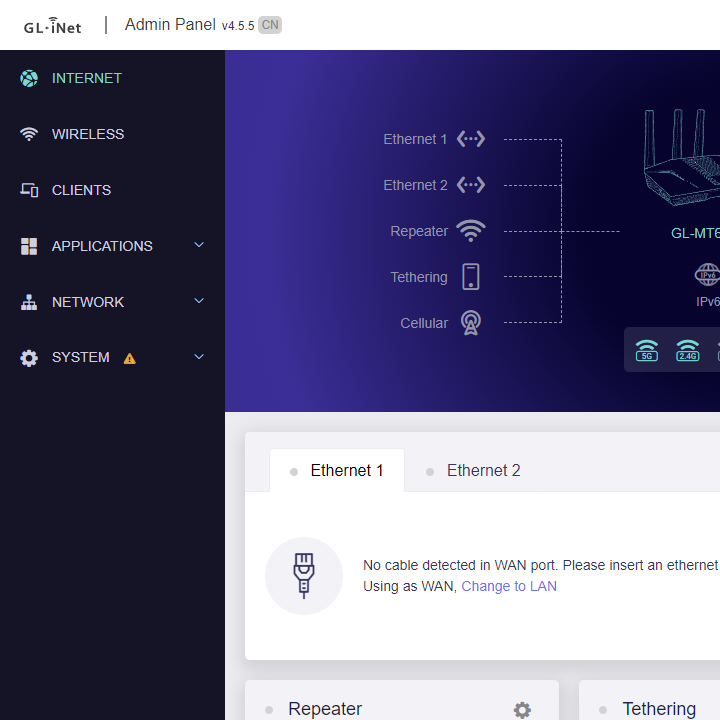 GL·iNet | Admin Panel v4.5.5 CN
INTERNET
WIRELESS
CLIENTS
APPLICATIONS
NETWORK
SYSTEM
Ethernet 1
Ethernet 2
Repeater
Tethering
Cellular
GL-MT6
IPv6
IPv6
5G 2.4G
Ethernet 1 Ethernet 2
No cable detected in WAN port. Please insert an ethernet
Using as WAN, Change to LAN
Repeater
Tethering